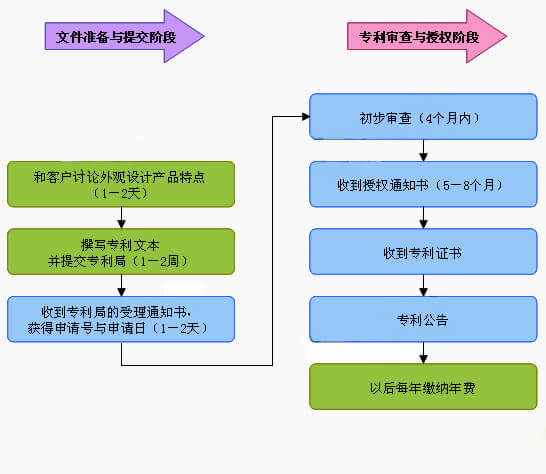 文件准备与提交阶段
和客户讨论外观设计产品特点
（1－2天）
撰写专利文本
并提交专利局（1－2周）
收到专利局的受理通知书，
获得申请号与申请日（1－2天）
专利审查与授权阶段
初步审查（4个月内）
收到授权通知书（5－8个月）
收到专利证书
专利公告
以后每年缴纳年费